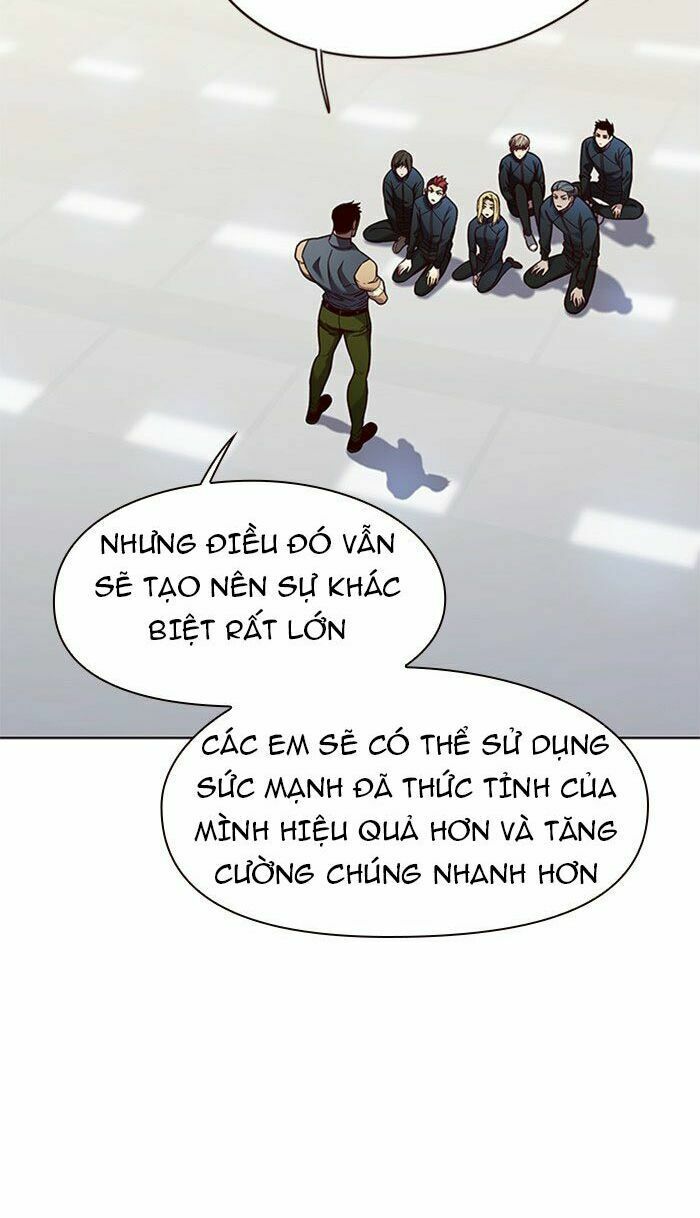 NHƯNG ĐIỀU ĐÓ VẪN
SẼ TẠO NÊN SỰ KHÁC
BIỆT RẤT LỚN
CÁC EM SẼ CÓ THỂ SỬ DỤNG
SỨC MẠNH ĐÃ THỨC TỈNH CỦA
MÌNH HIỆU QUẢ HƠN VÀ TĂNG
CƯỜNG CHÚNG NHANH HƠN